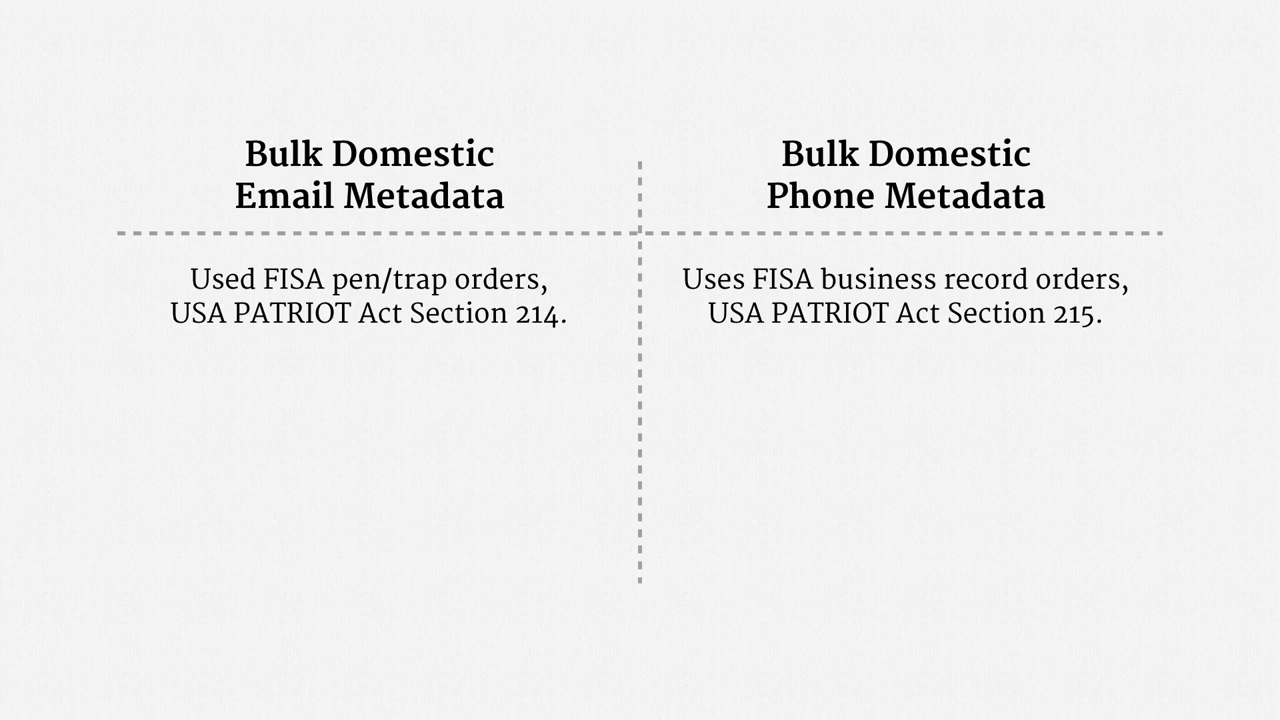 Bulk Domestic
Email Metadata
Used FISA pen/trap orders,
USA PATRIOT Act Section 214.
Bulk Domestic
Phone Metadata
Uses FISA business record orders,
USA PATRIOT Act Section 215.